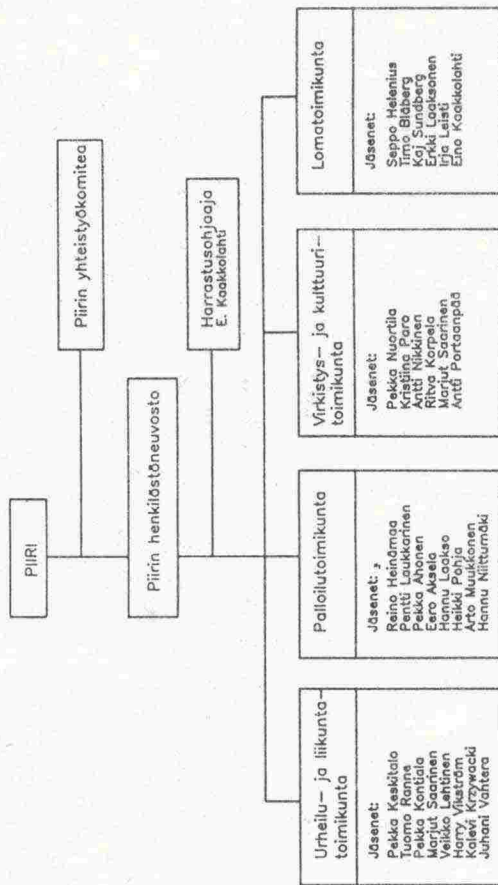 PIIRI
Piirin yhteistyökomitea
Piirin henkilöstöneuvosto
Harrastusohjaaja
E. Kaakkolahti
Urheilu- ja liikunta-
toimikunta
Jäsenet:
Pekka Keskitalo
Tuomo Ranne
Pekka Kontiala
Marjut Saarinen
Veikko Lehtinen
Harry Vikström
Kalevi Krzywacki
Juhani Vahtera
Palloilutoimikunta
Jäsenet:
Raino Heinämaa
Pentti Laukkarinen
Pekka Ahonen
Eero Aksela
Hannu Laakso
Heikki Pohja
Arto Muukkonen
Hannu Niittumäki
Virkistys- ja kulttuuri-
toimikunta
Jäsenet:
Pekka Nuortila
Kristiina Paro
Antti Nikkinen
Ritva Korpela
Marjut Saarinen
Antti Portaanpää
Lomatoimikunta
Jäsenet:
Seppo Helenius
Timo Blåberg
Kaj Sundberg
Erkki Laaksonen
Irja Leisti
Eino Kaakkolahti